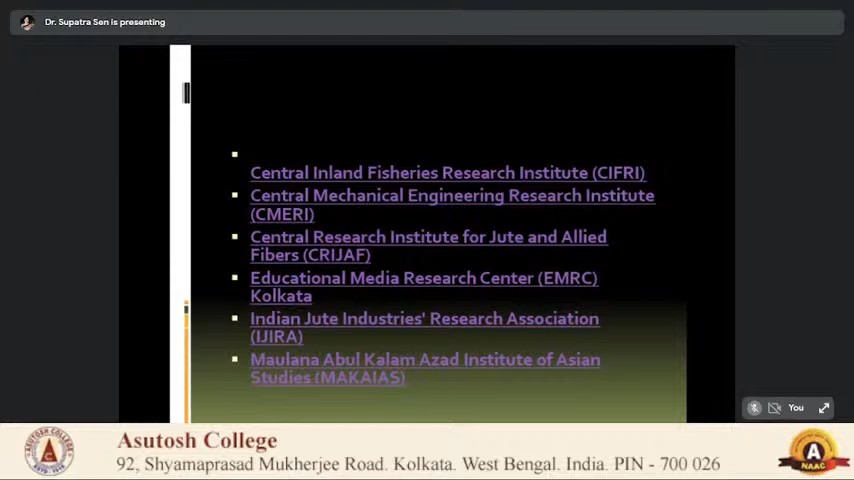 Dr. Supatra Sen is presenting
Central Inland Fisheries Research Institute (CIFRI)
Central Mechanical Engineering Research Institute
(CMERI)
Central Research Institute for Jute and Allied
Fibers (CRIJAF)
Educational Media Research Center (EMRC)
Kolkata
Indian Jute Industries' Research Association
(IJIRA)
Maulana Abul Kalam Azad Institute of Asian
Studies (MAKAIAS)
You
Asutosh College
92, Shyamaprasad Mukherjee Road. Kolkata. West Bengal. India. PIN - 700 026
ASUTOSH COLLEGE
A
NAAC